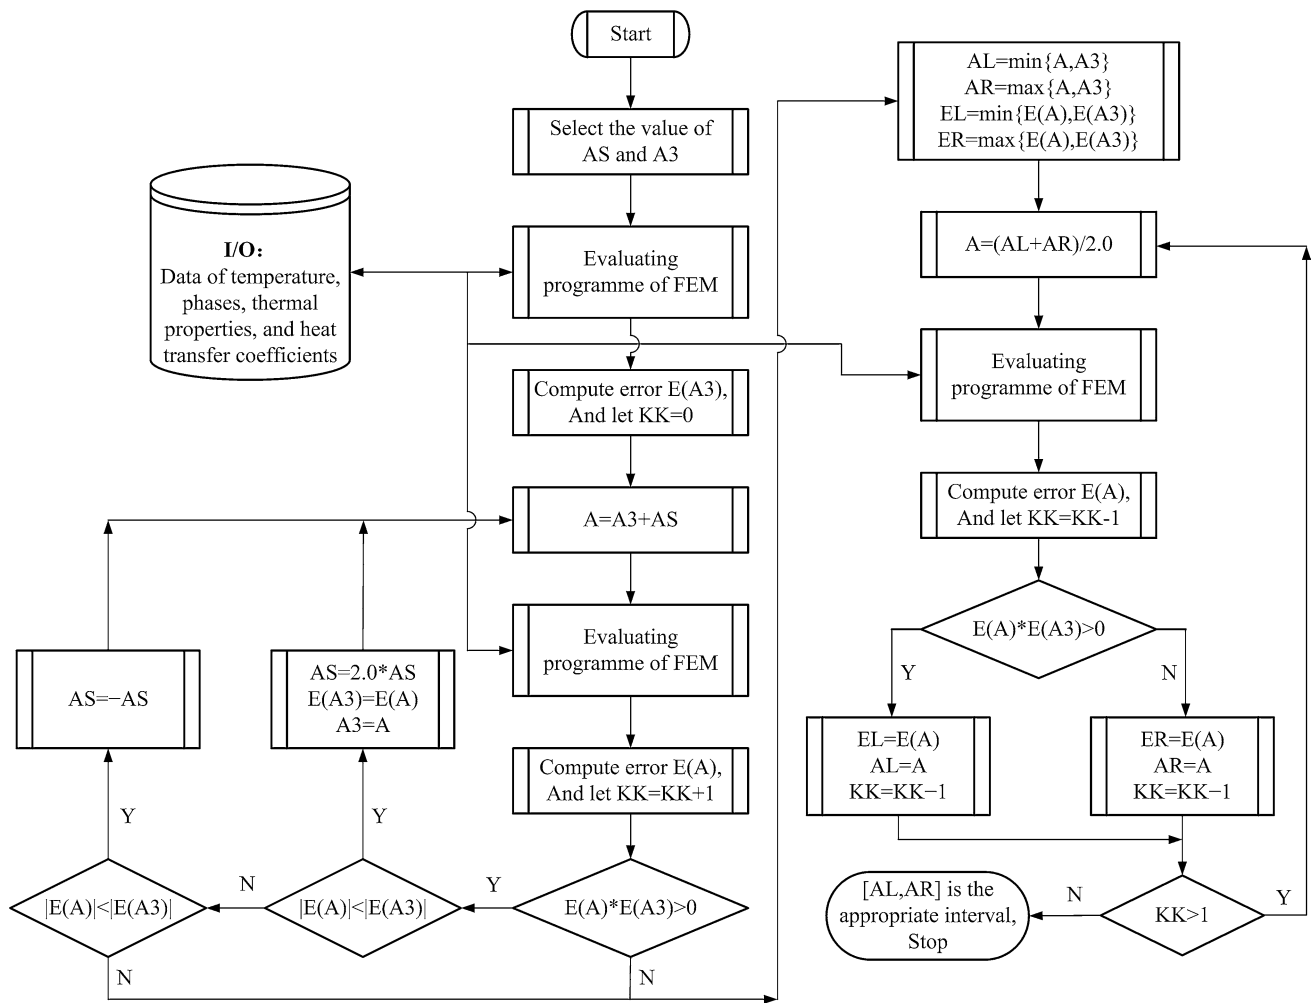 Start
Select the value of
AS and A3
Evaluating
programme of FEM
I/O:
Data of temperature,
phases, thermal
properties, and heat
transfer coefficients
Compute error E(A3),
And let KK=0
A=A3+AS
Evaluating
programme of FEM
Compute error E(A),
And let KK=KK+1
E(A)*E(A3)>0
Y
N
|E(A)|<|E(A3)|
Y
N
AS=2.0*AS
E(A3)=E(A)
A3=A
|E(A)|<|E(A3)|
Y
N
AS=−AS
AL=min{A,A3}
AR=max{A,A3}
EL=min{E(A),E(A3)}
ER=max{E(A),E(A3)}
A=(AL+AR)/2.0
Evaluating
programme of FEM
Compute error E(A),
And let KK=KK-1
E(A)*E(A3)>0
Y
N
EL=E(A)
AL=A
KK=KK−1
ER=E(A)
AR=A
KK=KK−1
KK>1
Y
N
[AL,AR] is the
appropriate interval,
Stop